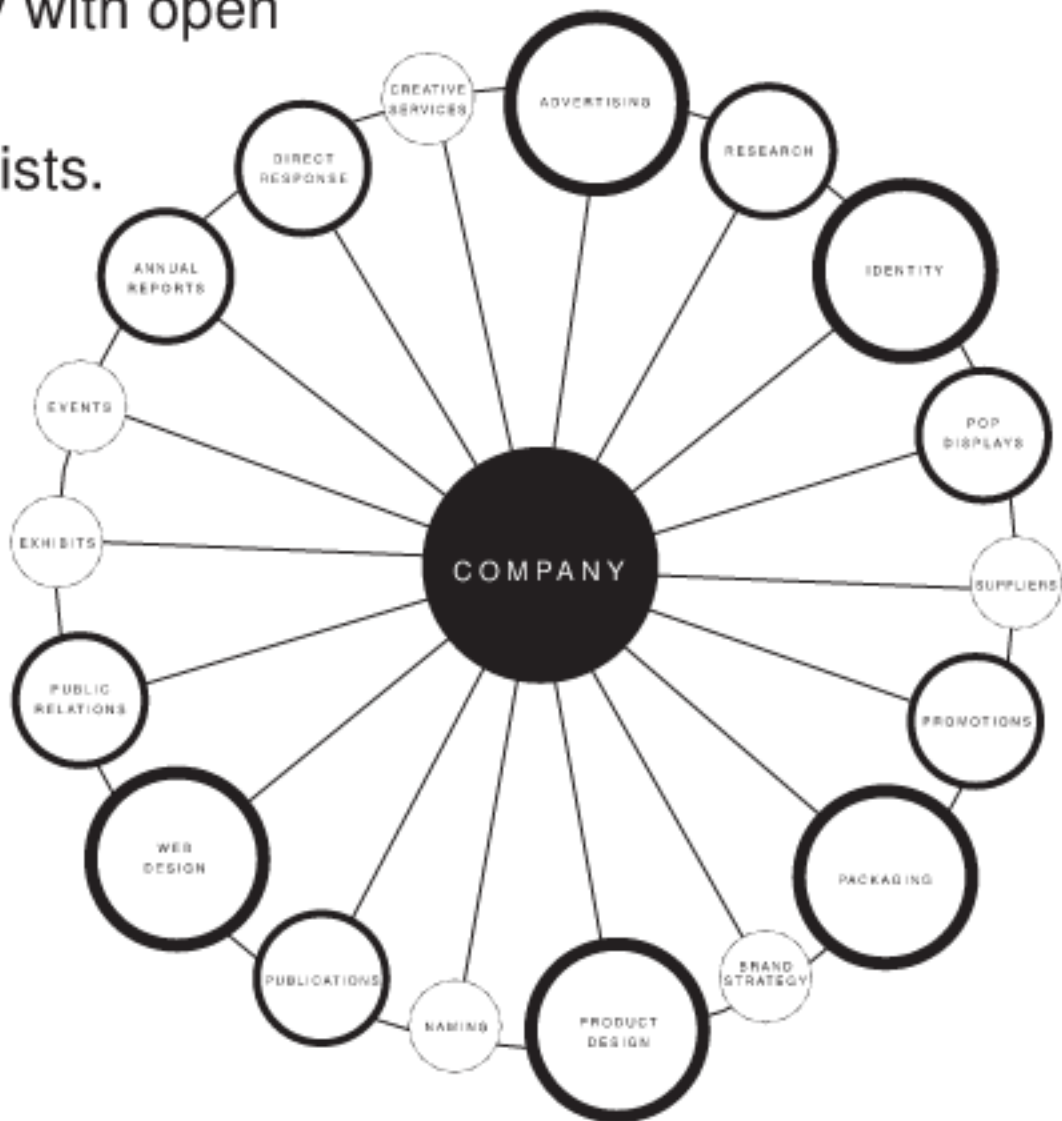 with open
ists.
CREATIVE
SERVICES
ADVERTISING
DIRECT
RESPONSE
RESEARCH
ANNUAL
REPORTS
IDENTITY
EVENTS
POP
DISPLAYS
EXHIBITS
COMPANY
SUPPLIERS
PUBLIC
RELATIONS
PROMOTIONS
WEB
DESIGN
PACKAGING
PUBLICATIONS
BRAND
STRATEGY
NAMING
PRODUCT
DESIGN